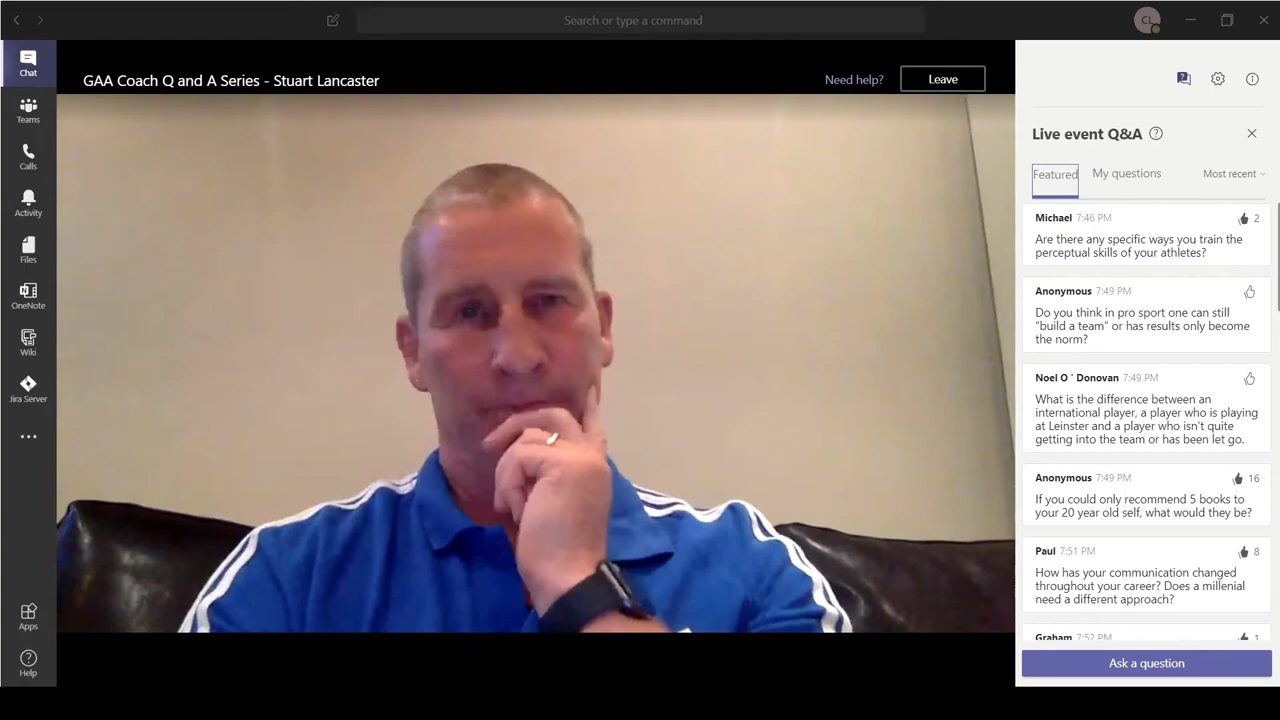 Search or type a command
CL
Chat
Teams
Calls
Activity
Files
OneNote
Wiki
Jira Server
Apps
Help
GAA Coach Q and A Series - Stuart Lancaster
Need help?
Leave
Live event Q&A
Featured
My questions
Most recent
Michael 7:46 PM
2
Are there any specific ways you train the
perceptual skills of your athletes?
Anonymous 7:49 PM
Do you think in pro sport one can still
"build a team" or has results only become
the norm?
Noel O ' Donovan 7:49 PM
What is the difference between an
international player, a player who is playing
at Leinster and a player who isn't quite
getting into the team or has been let go.
Anonymous 7:49 PM
16
If you could only recommend 5 books to
your 20 year old self, what would they be?
Paul 7:51 PM
8
How has your communication changed
throughout your career? Does a millenial
need a different approach?
Graham 7:52 PM
1
Ask a question